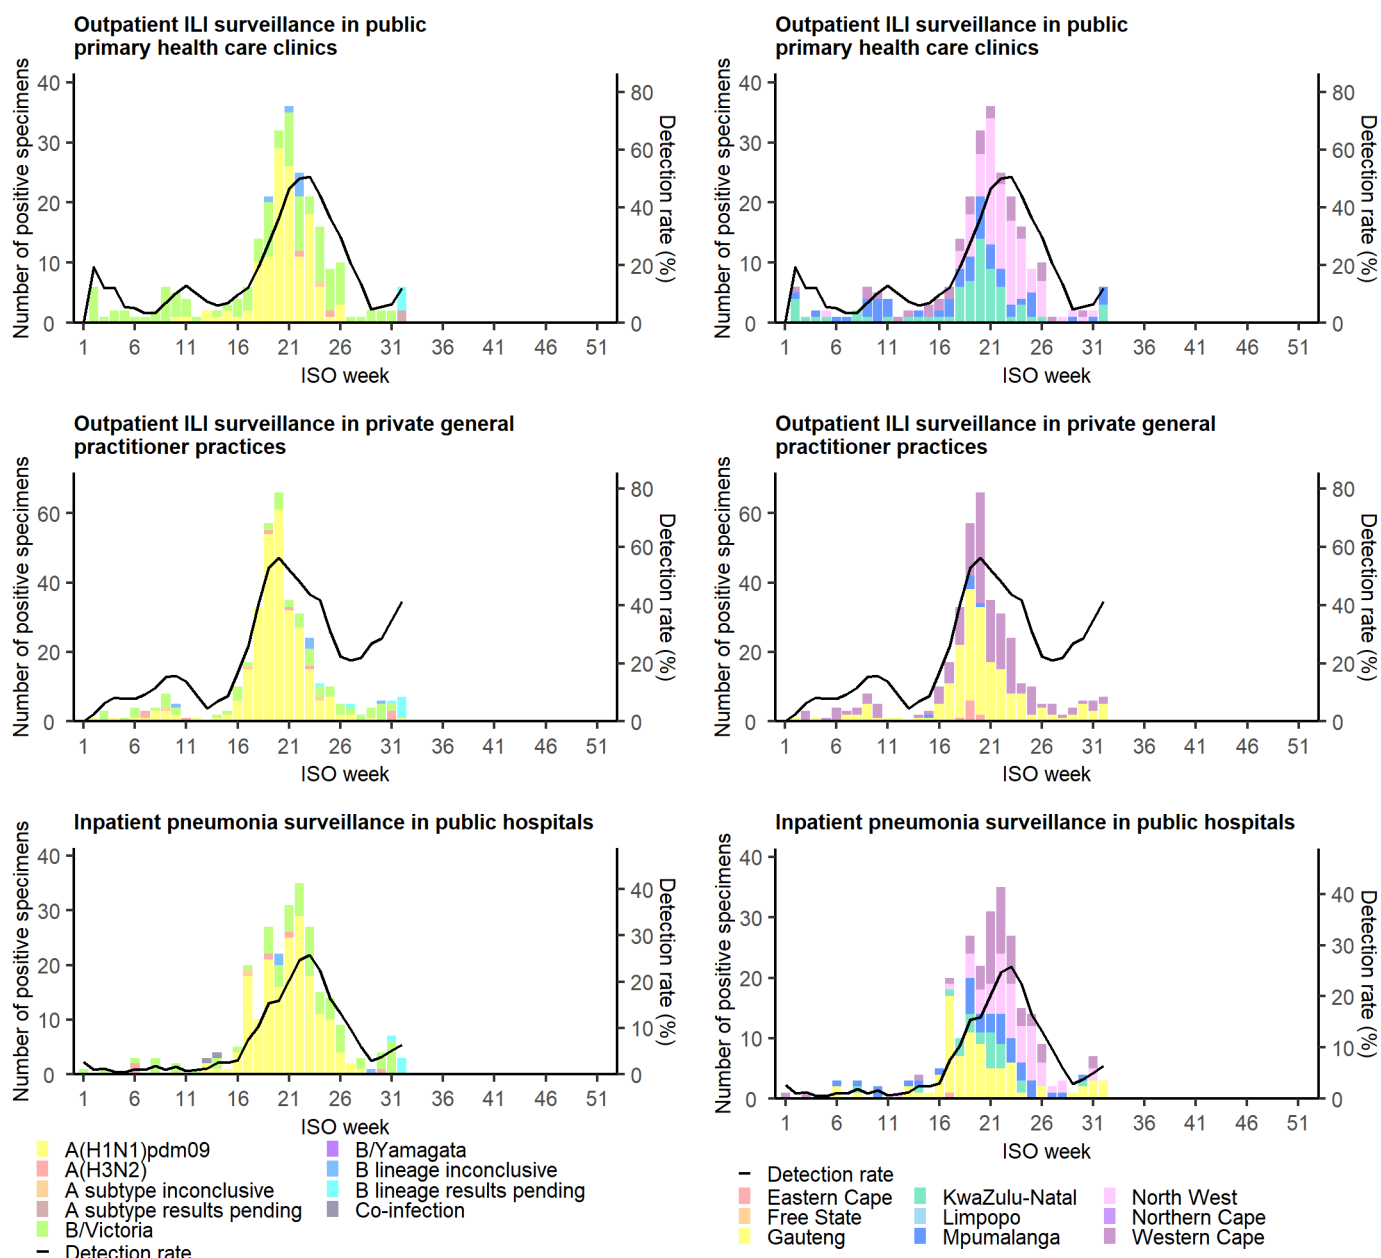 Outpatient ILI surveillance in public
primary health care clinics
Number of positive specimens
40
30
20
10
0
80
60
40
20
0
Detection rate (%)
1 6 11 16 21 26 31 36 41 46 51
ISO week
Outpatient ILI surveillance in public
primary health care clinics
Number of positive specimens
40
30
20
10
0
80
60
40
20
0
Detection rate (%)
1 6 11 16 21 26 31 36 41 46 51
ISO week
Outpatient ILI surveillance in private general
practitioner practices
Number of positive specimens
60
40
20
0
80
60
40
20
0
Detection rate (%)
1 6 11 16 21 26 31 36 41 46 51
ISO week
Outpatient ILI surveillance in private general
practitioner practices
Number of positive specimens
60
40
20
0
80
60
40
20
0
Detection rate (%)
1 6 11 16 21 26 31 36 41 46 51
ISO week
Inpatient pneumonia surveillance in public hospitals
Number of positive specimens
40
30
20
10
0
40
30
20
10
0
Detection rate (%)
1 6 11 16 21 26 31 36 41 46 51
ISO week
A(H1N1)pdm09
A(H3N2)
A subtype inconclusive
A subtype results pending
B/Victoria
Detection rate
B/Yamagata
B lineage inconclusive
B lineage results pending
Co-infection
Inpatient pneumonia surveillance in public hospitals
Number of positive specimens
40
30
20
10
0
40
30
20
10
0
Detection rate (%)
1 6 11 16 21 26 31 36 41 46 51
ISO week
Detection rate
Eastern Cape
Free State
Gauteng
KwaZulu-Natal
Limpopo
Mpumalanga
North West
Northern Cape
Western Cape